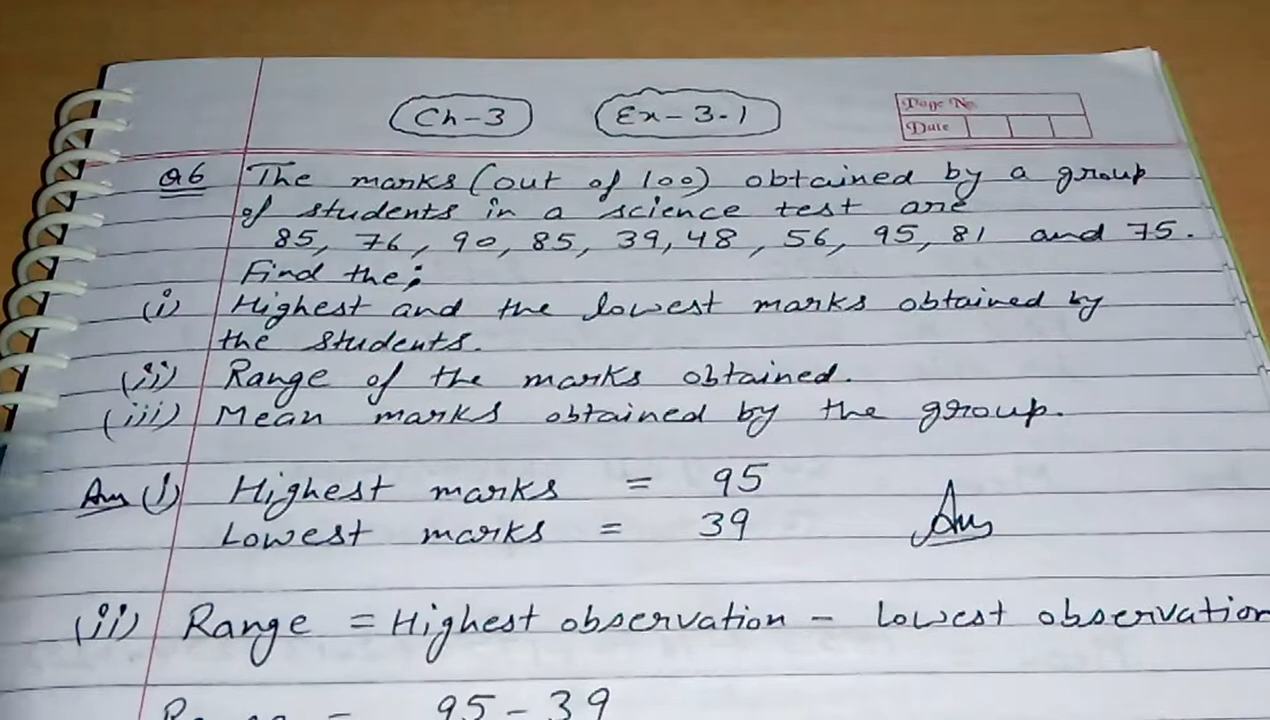 Ch-3 Ex-3.1
Page No.
Date
Q6 The marks (out of 100) obtained by a group
of students in a science test are
85, 76, 90, 85, 39, 48, 56, 95, 81 and 75.
Find the;
(i) Highest and the lowest marks obtained by
the students.
(ii) Range of the marks obtained.
(iii) Mean marks obtained by the group.
Ans (i) Highest marks = 95
Lowest marks = 39 Ans
(ii) Range = Highest observation - lowest observation
Range = 95-39